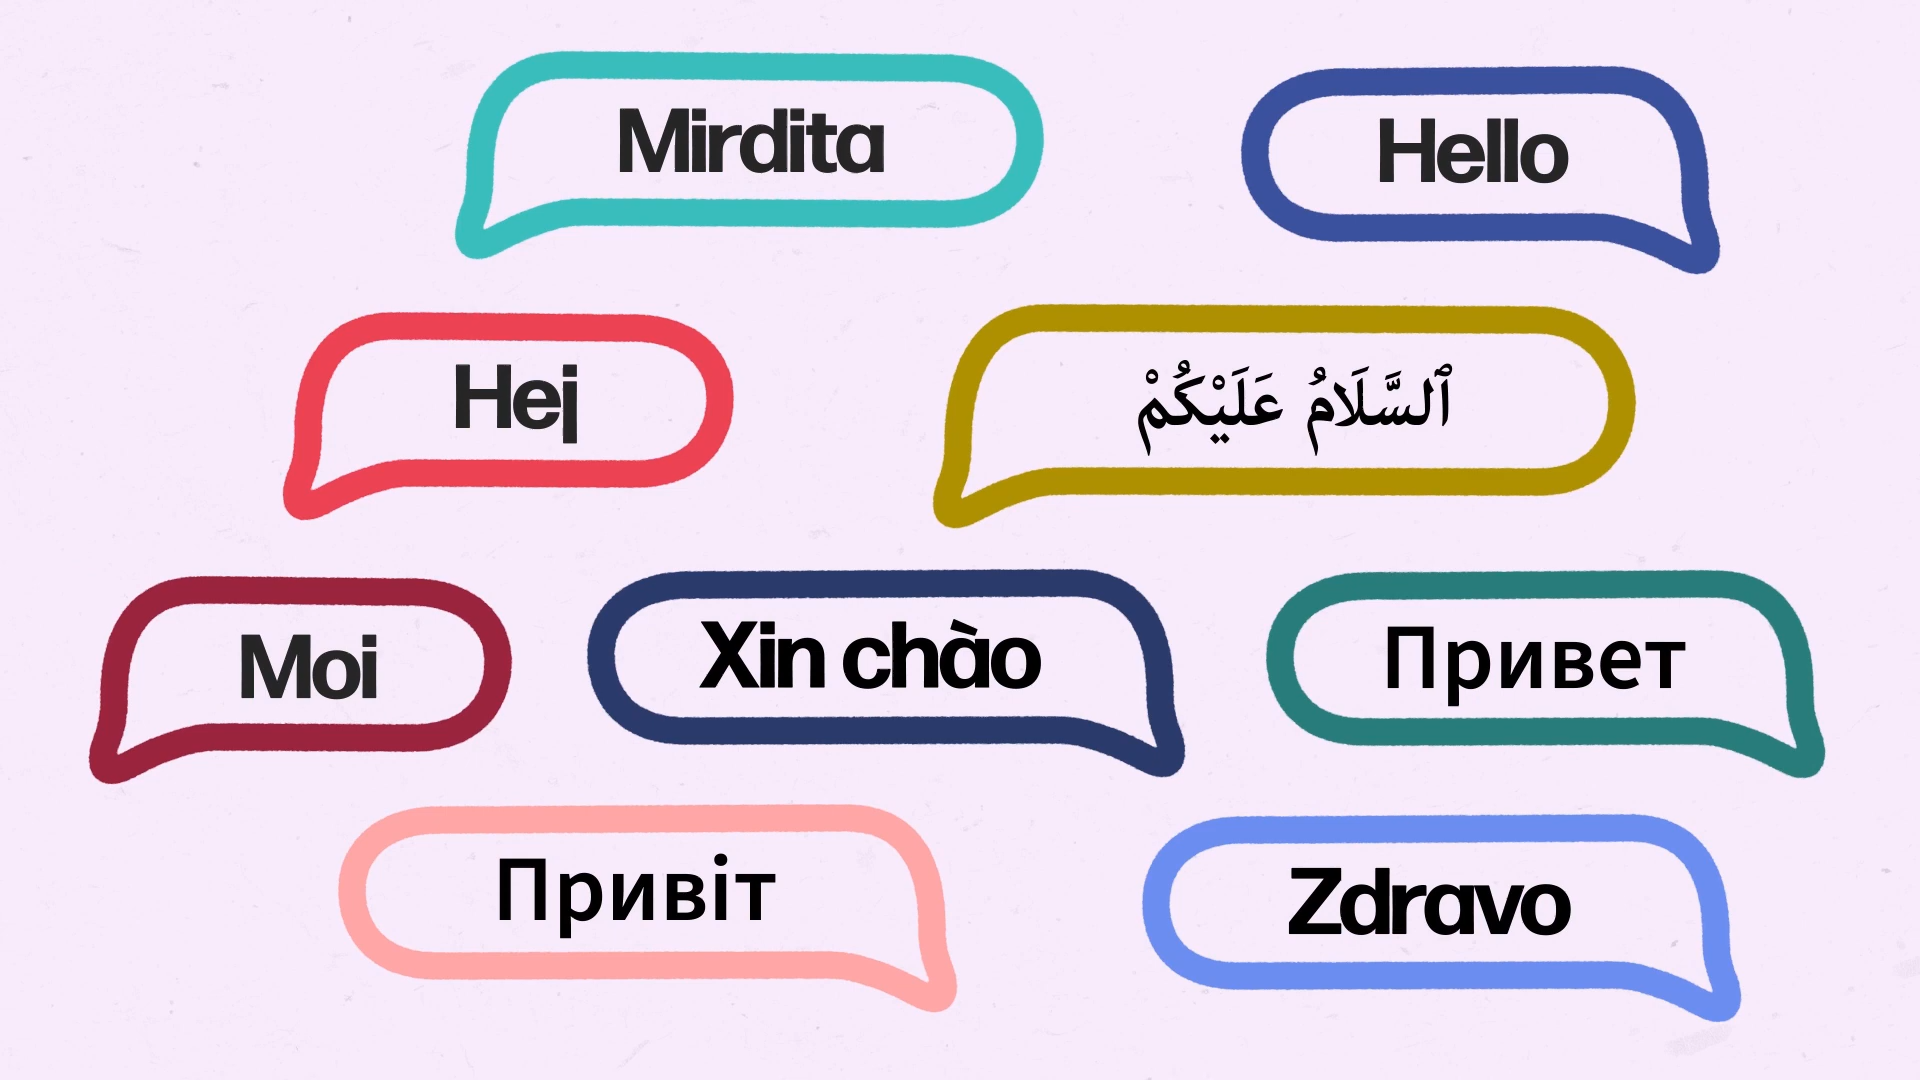 Mirdita
Hello
Hej
ٱلسَّلَامُ عَلَيْكُمْ
Moi
Xin chào
Привет
Привіт
Zdravo